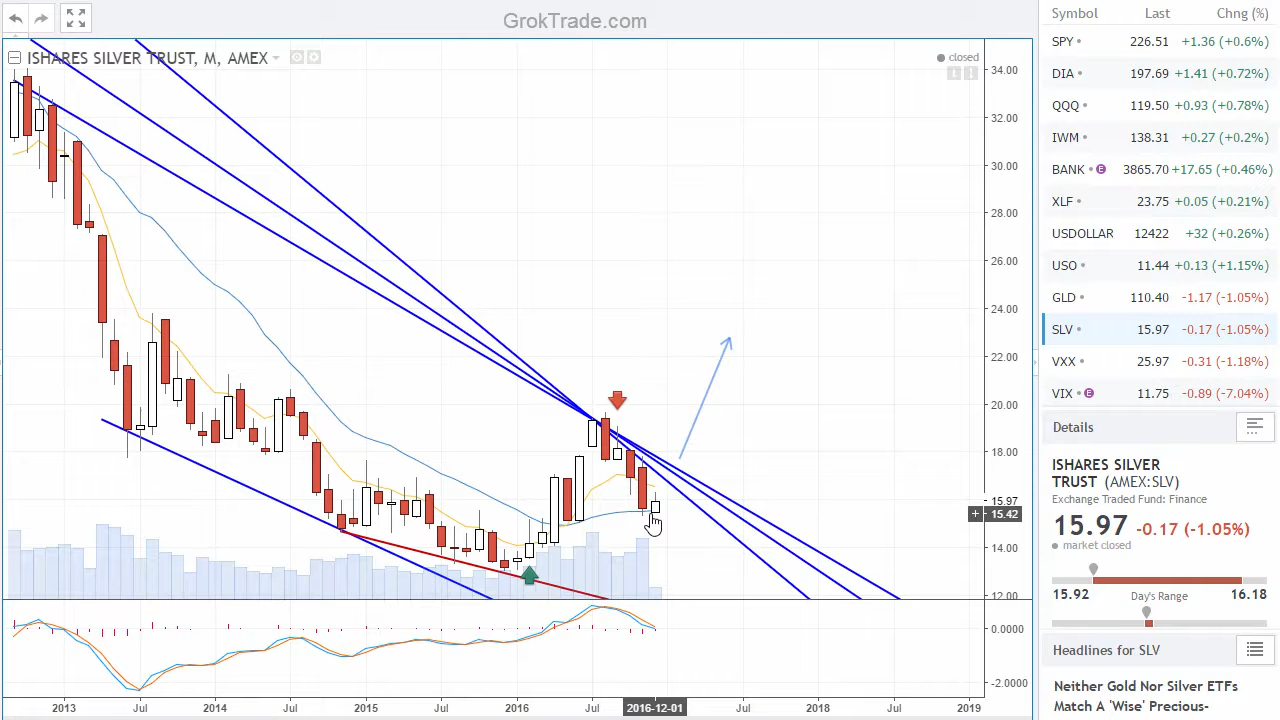 GrokTrade.com
ISHARES SILVER TRUST, M, AMEX
closed
34.00
32.00
30.00
28.00
26.00
24.00
22.00
20.00
18.00
16.00
15.97
15.42
14.00
12.00
0.0000
-2.0000
2013 Jul 2014 Jul 2015 Jul 2016 Jul 2016-12-01 Jul 2018 Jul 2019
Symbol Last Chng (%)
SPY 226.51 +1.36 (+0.6%)
DIA 197.69 +1.41 (+0.72%)
QQQ 119.50 +0.93 (+0.78%)
IWM 138.31 +0.27 (+0.2%)
BANK E 3865.70 +17.65 (+0.46%)
XLF 23.75 +0.05 (+0.21%)
USDOLLAR 12422 +32 (+0.26%)
USO 11.44 +0.13 (+1.15%)
GLD 110.40 -1.17 (-1.05%)
SLV 15.97 -0.17 (-1.05%)
VXX 25.97 -0.31 (-1.18%)
VIX E 11.75 -0.89 (-7.04%)
Details
ISHARES SILVER
TRUST (AMEX:SLV)
Exchange Traded Fund: Finance
15.97 -0.17 (-1.05%)
market closed
15.92 Day's Range 16.18
Headlines for SLV
Neither Gold Nor Silver ETFs
Match A 'Wise' Precious-